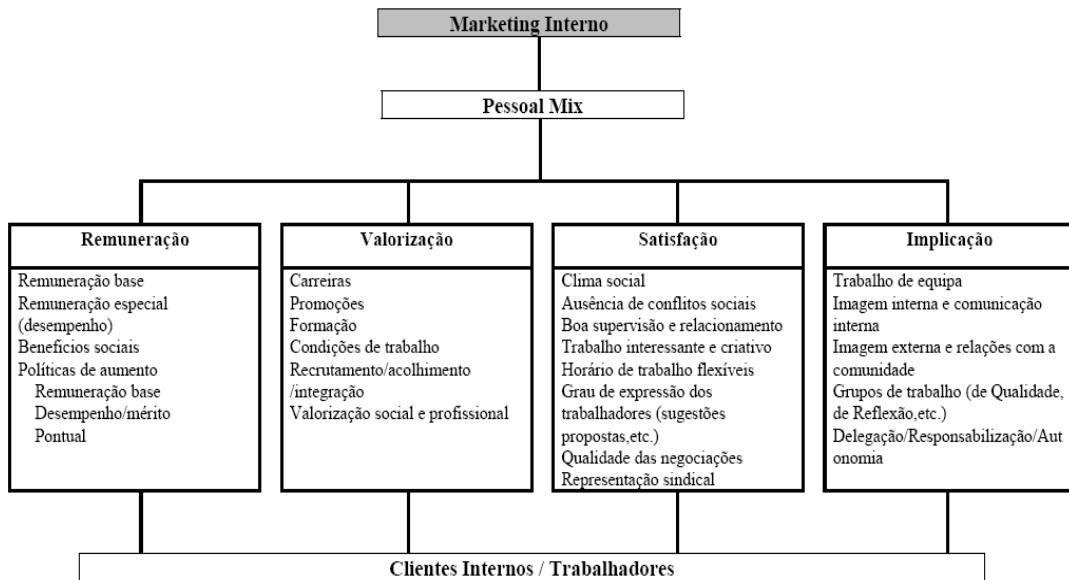 Marketing Interno
Pessoal Mix
Remuneração
Remuneração base
Remuneração especial
(desempenho)
Benefícios sociais
Políticas de aumento
Remuneração base
Desempenho/mérito
Pontual
Valorização
Carreiras
Promoções
Formação
Condições de trabalho
Recrutamento/acolhimento
/integração
Valorização social e profissional
Satisfação
Clima social
Ausência de conflitos sociais
Boa supervisão e relacionamento
Trabalho interessante e criativo
Horário de trabalho flexíveis
Grau de expressão dos
trabalhadores (sugestões
propostas,etc.)
Qualidade das negociações
Representação sindical
Implicação
Trabalho de equipa
Imagem interna e comunicação
interna
Imagem externa e relações com a
comunidade
Grupos de trabalho (de Qualidade,
de Reflexão,etc.)
Delegação/Responsabilização/Aut
onomia
Clientes Internos / Trabalhadores